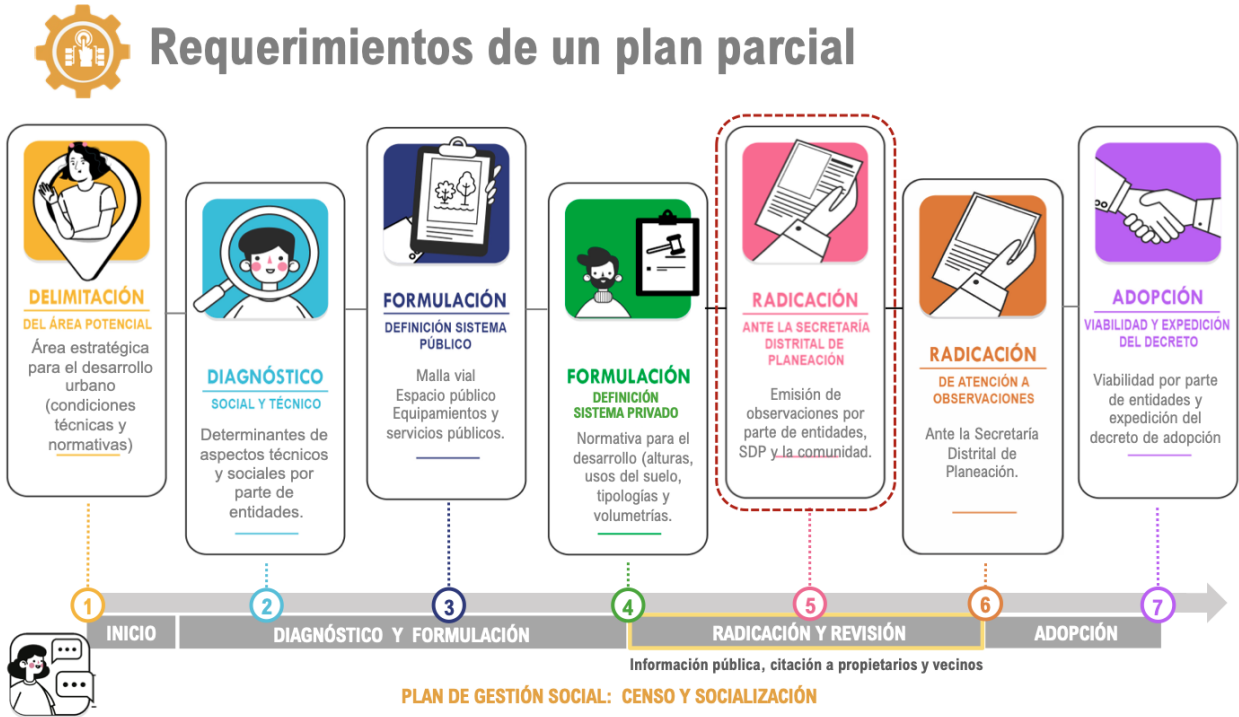 Requerimientos de un plan parcial
DELIMITACIÓN
DEL ÁREA POTENCIAL
Área estratégica
para el desarrollo
urbano
(condiciones
técnicas y
normativas)
DIAGNÓSTICO
SOCIAL Y TÉCNICO
Determinantes de
aspectos técnicos
y sociales por
parte de
entidades.
FORMULACIÓN
DEFINICIÓN SISTEMA
PÚBLICO
Malla vial
Espacio público
Equipamientos y
servicios públicos.
FORMULACIÓN
DEFINICIÓN
SISTEMA PRIVADO
Normativa para el
desarrollo (alturas,
usos del suelo,
tipologías y
volumetrías.
RADICACIÓN
ANTE LA SECRETARÍA
DISTRITAL DE
PLANEACIÓN
Emisión de
observaciones por
parte de entidades,
SDP y la comunidad.
RADICACIÓN
DE ATENCIÓN A
OBSERVACIONES
Ante la Secretaría
Distrital de
Planeación.
ADOPCIÓN
VIABILIDAD Y EXPEDICIÓN
DEL DECRETO
Viabilidad por parte
de entidades y
expedición del
decreto de adopción
1
2
3
4
5
6
7
INICIO
DIAGNÓSTICO Y FORMULACIÓN
RADICACIÓN Y REVISIÓN
ADOPCIÓN
Información pública, citación a propietarios y vecinos
PLAN DE GESTIÓN SOCIAL: CENSO Y SOCIALIZACIÓN